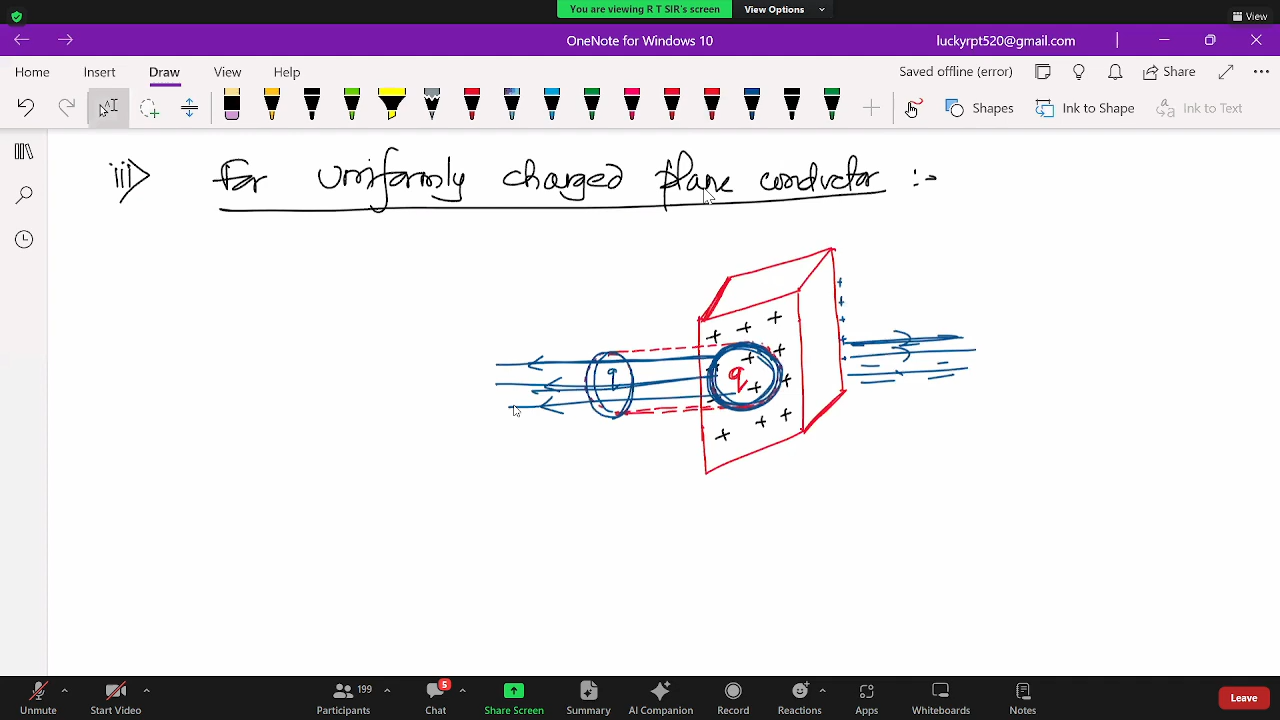 You are viewing R T SIR's screen View Options
View
OneNote for Windows 10 luckyrpt520@gmail.com
Home Insert Draw View Help Saved offline (error) Share
Shapes Ink to Shape Ink to Text
iii> For uniformly charged plane conductor :-
+ + +
+ + + +
+ + +
+ + + + +
q q
Unmute Start Video Participants 199 Chat 5 Share Screen Summary AI Companion Record Reactions Apps Whiteboards Notes Leave